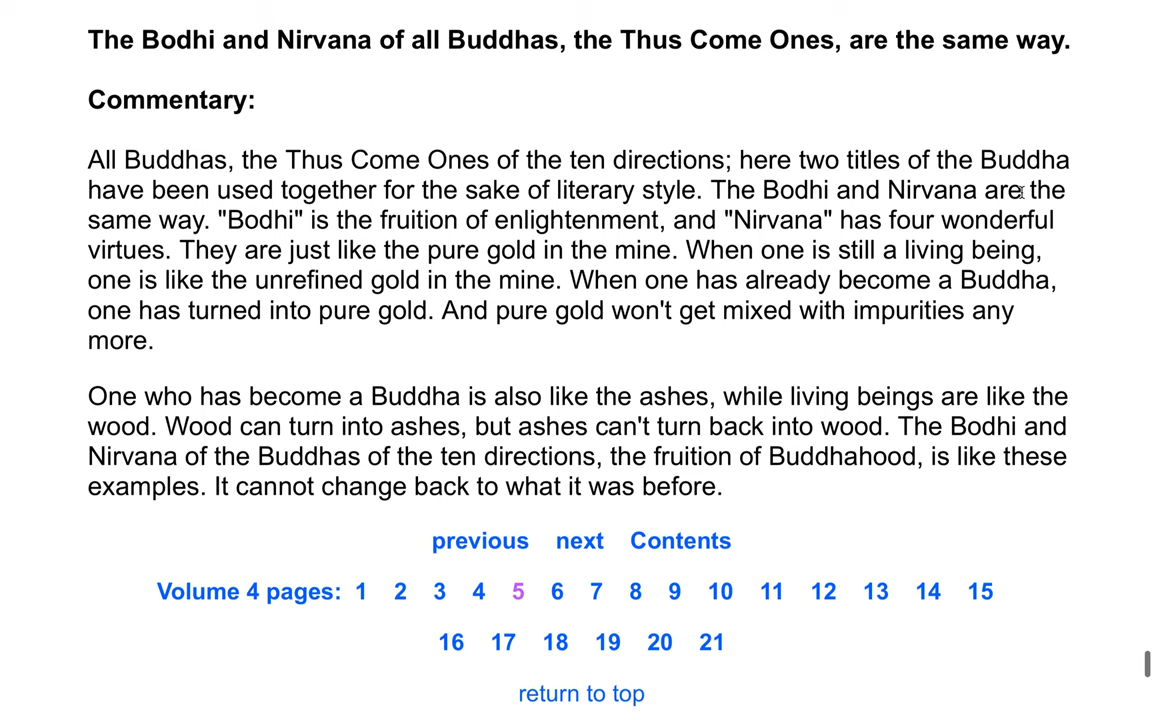 The Bodhi and Nirvana of all Buddhas, the Thus Come Ones, are the same way.
Commentary:
All Buddhas, the Thus Come Ones of the ten directions; here two titles of the Buddha
have been used together for the sake of literary style. The Bodhi and Nirvana are the
same way. "Bodhi" is the fruition of enlightenment, and "Nirvana" has four wonderful
virtues. They are just like the pure gold in the mine. When one is still a living being,
one is like the unrefined gold in the mine. When one has already become a Buddha,
one has turned into pure gold. And pure gold won't get mixed with impurities any
more.
One who has become a Buddha is also like the ashes, while living beings are like the
wood. Wood can turn into ashes, but ashes can't turn back into wood. The Bodhi and
Nirvana of the Buddhas of the ten directions, the fruition of Buddhahood, is like these
examples. It cannot change back to what it was before.
previous next Contents
Volume 4 pages: 1 2 3 4 5 6 7 8 9 10 11 12 13 14 15
16 17 18 19 20 21
return to top